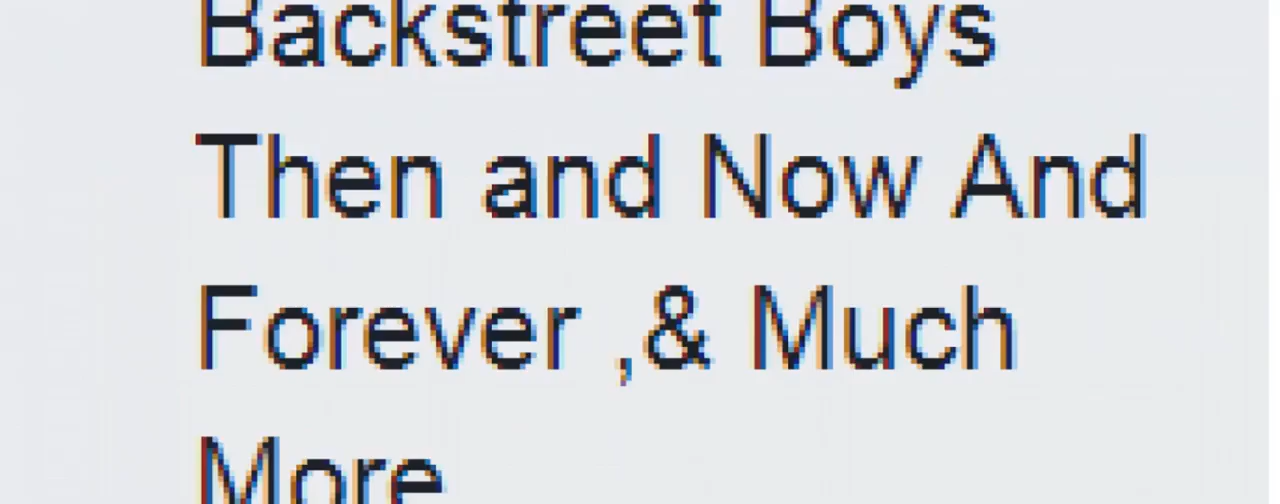 Backstreet Boys
Then and Now And
Forever ,& Much
More